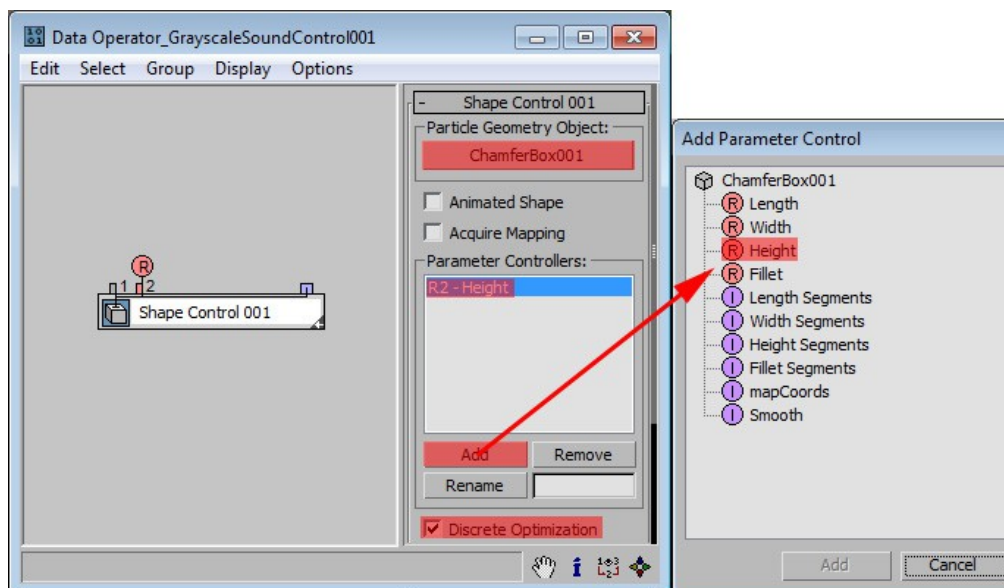 Data Operator_GrayscaleSoundControl001
Edit Select Group Display Options
- Shape Control 001
Particle Geometry Object:
ChamferBox001
Animated Shape
Acquire Mapping
Parameter Controllers:
R2 - Height
Add Remove
Rename
Discrete Optimization
R
1 2
Shape Control 001
Add Parameter Control
ChamferBox001
R Length
R Width
R Height
R Fillet
I Length Segments
I Width Segments
I Height Segments
I Fillet Segments
I mapCoords
I Smooth
Add Cancel